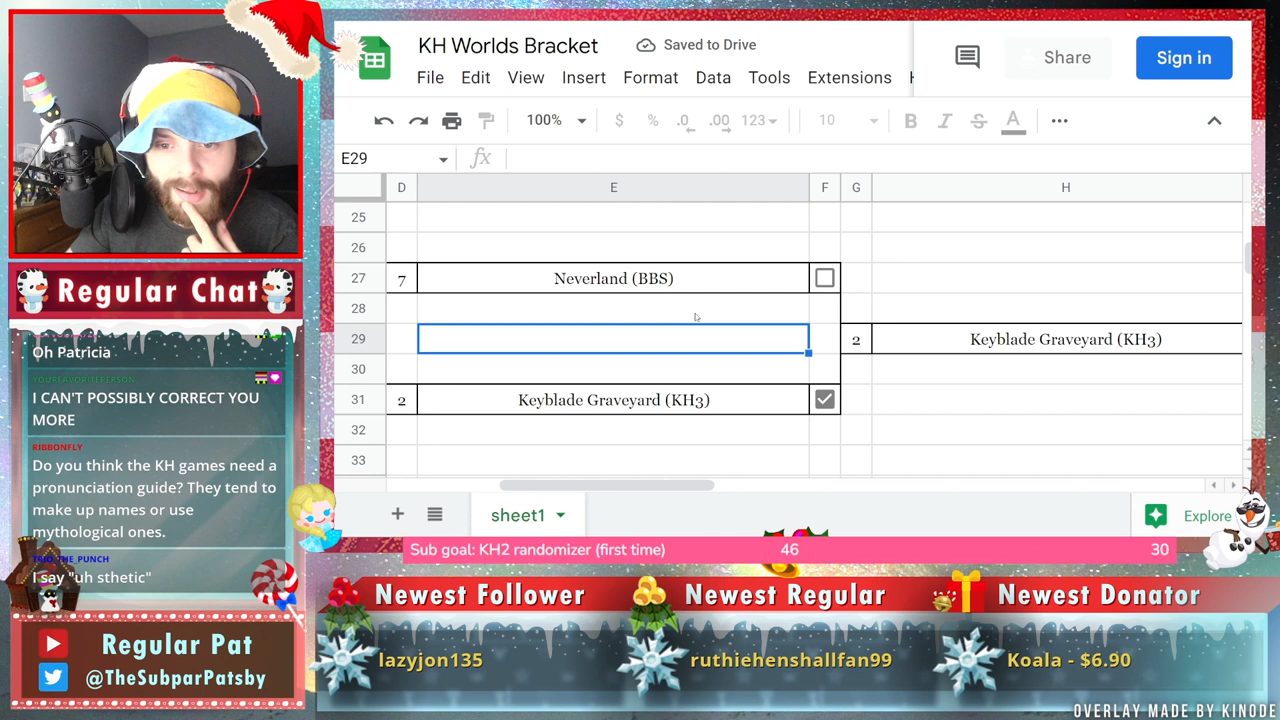 KH Worlds Bracket
Saved to Drive
Share
Sign in
File Edit View Insert Format Data Tools Extensions
100% $ % .0 .00 123 10 B I S A
E29 fx
D E F G H
25
26
27 7 Neverland (BBS)
28
29 2 Keyblade Graveyard (KH3)
30
31 2 Keyblade Graveyard (KH3)
32
33
sheet1
Explore
Regular Chat
Oh Patricia
YOURFAVORITEPERSON
I CAN'T POSSIBLY CORRECT YOU
MORE
RIBBONFLY
Do you think the KH games need a
pronunciation guide? They tend to
make up names or use
mythological ones.
TRIO_THE_PUNCH
I say "uh sthetic"
Regular Pat
@TheSubparPatsby
Sub goal: KH2 randomizer (first time) 46 30
Newest Follower
lazyjon135
Newest Regular
ruthiehenshallfan99
Newest Donator
Koala - $6.90
OVERLAY MADE BY KINODE